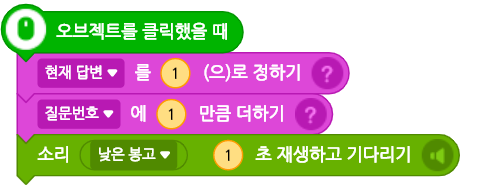 오브젝트를 클릭했을 때
현재 답변 ▼ 를 1 (으)로 정하기 ?
질문번호 ▼ 에 1 만큼 더하기 ?
소리 낮은 봉고 ▼ 1 초 재생하고 기다리기